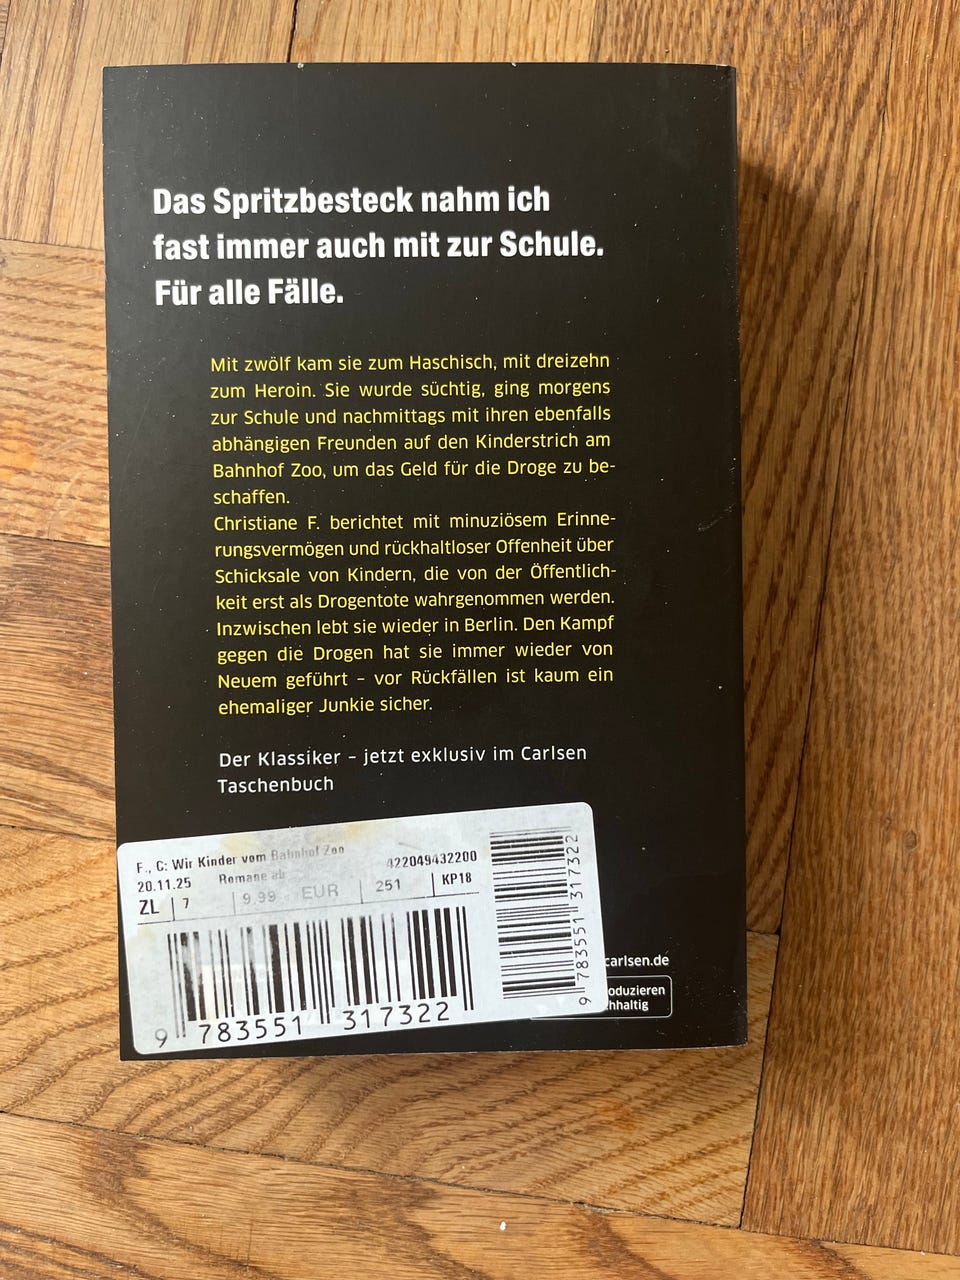 Das Spritzbesteck nahm ich
fast immer auch mit zur Schule.
Für alle Fälle.
Mit zwölf kam sie zum Haschisch, mit dreizehn
zum Heroin. Sie wurde süchtig, ging morgens
zur Schule und nachmittags mit ihren ebenfalls
abhängigen Freunden auf den Kinderstrich am
Bahnhof Zoo, um das Geld für die Droge zu be-
schaffen.
Christiane F. berichtet mit minuziösem Erinne-
rungsvermögen und rückhaltloser Offenheit über
Schicksale von Kindern, die von der Öffentlich-
keit erst als Drogentote wahrgenommen werden.
Inzwischen lebt sie wieder in Berlin. Den Kampf
gegen die Drogen hat sie immer wieder von
Neuem geführt – vor Rückfällen ist kaum ein
ehemaliger Junkie sicher.
Der Klassiker – jetzt exklusiv im Carlsen
Taschenbuch
F., C: Wir Kinder vom Bahnhof Zoo
20.11.25 Romane ab 422049432200
ZL 7 9,99 EUR 251 KP18
9 783551 317322
9 783551 317322
carlsen.de
oduzieren
hhaltig